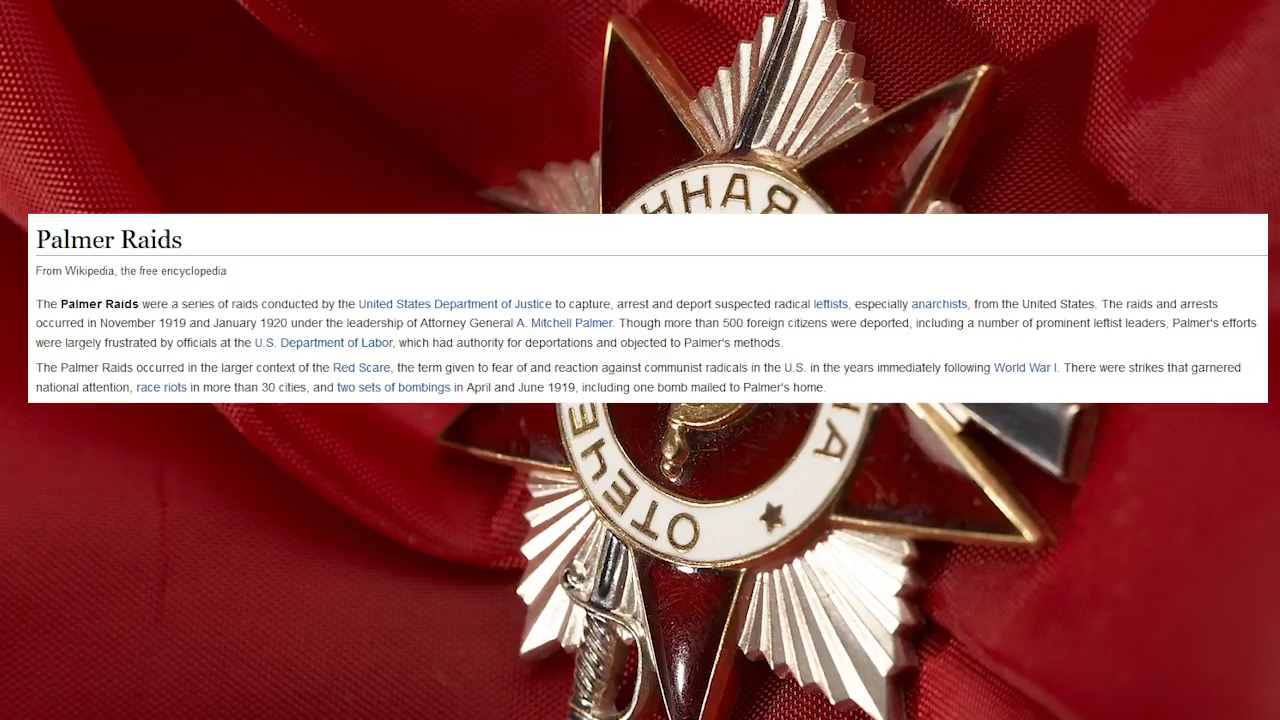 ННАЯ
Palmer Raids
From Wikipedia, the free encyclopedia
The Palmer Raids were a series of raids conducted by the United States Department of Justice to capture, arrest and deport suspected radical leftists, especially anarchists, from the United States. The raids and arrests
occurred in November 1919 and January 1920 under the leadership of Attorney General A. Mitchell Palmer. Though more than 500 foreign citizens were deported, including a number of prominent leftist leaders, Palmer's efforts
were largely frustrated by officials at the U.S. Department of Labor, which had authority for deportations and objected to Palmer's methods.
The Palmer Raids occurred in the larger context of the Red Scare, the term given to fear of and reaction against communist radicals in the U.S. in the years immediately following World War I. There were strikes that garnered
national attention, race riots in more than 30 cities, and two sets of bombings in April and June 1919, including one bomb mailed to Palmer's home.
ОТЕЧЕ
НА